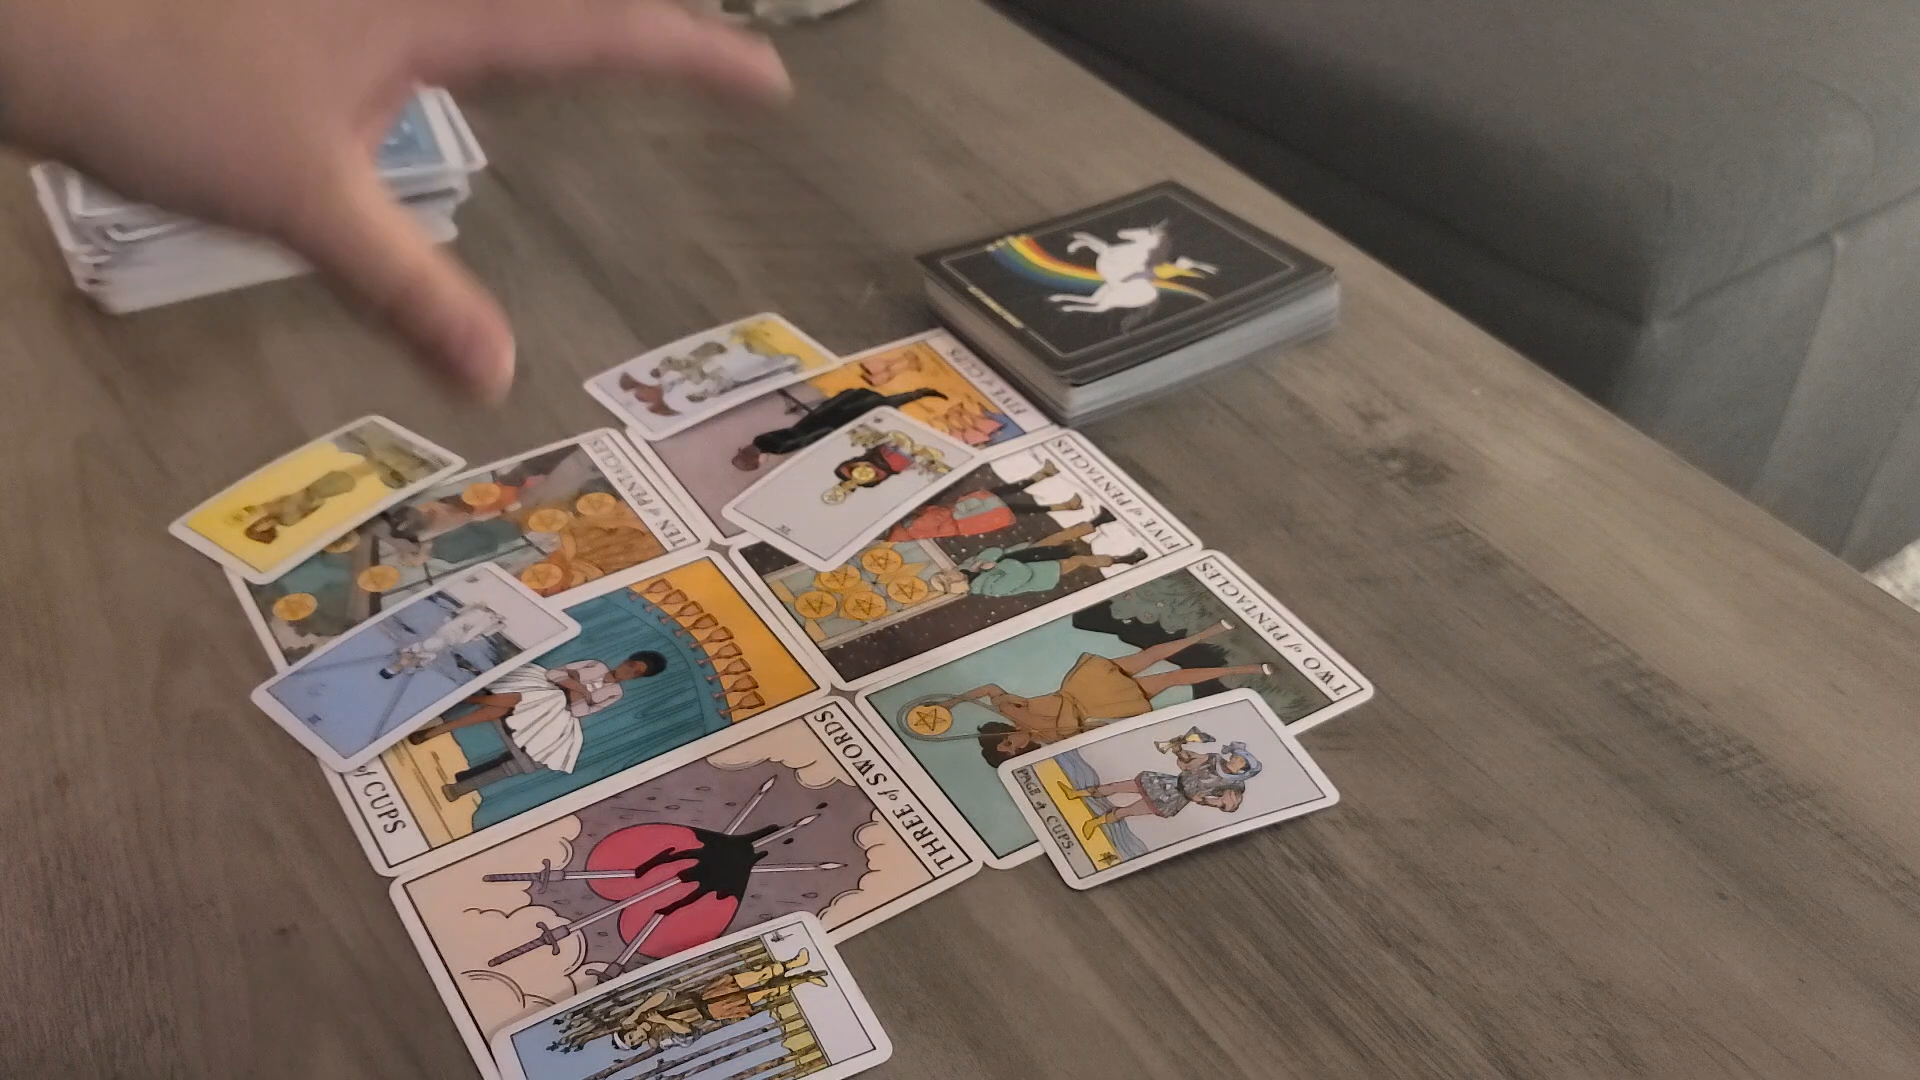 FIVE of CUPS
TEN of PENTACLES
FIVE of PENTACLES
TWO of PENTACLES
of CUPS
THREE of SWORDS
PAGE of CUPS.